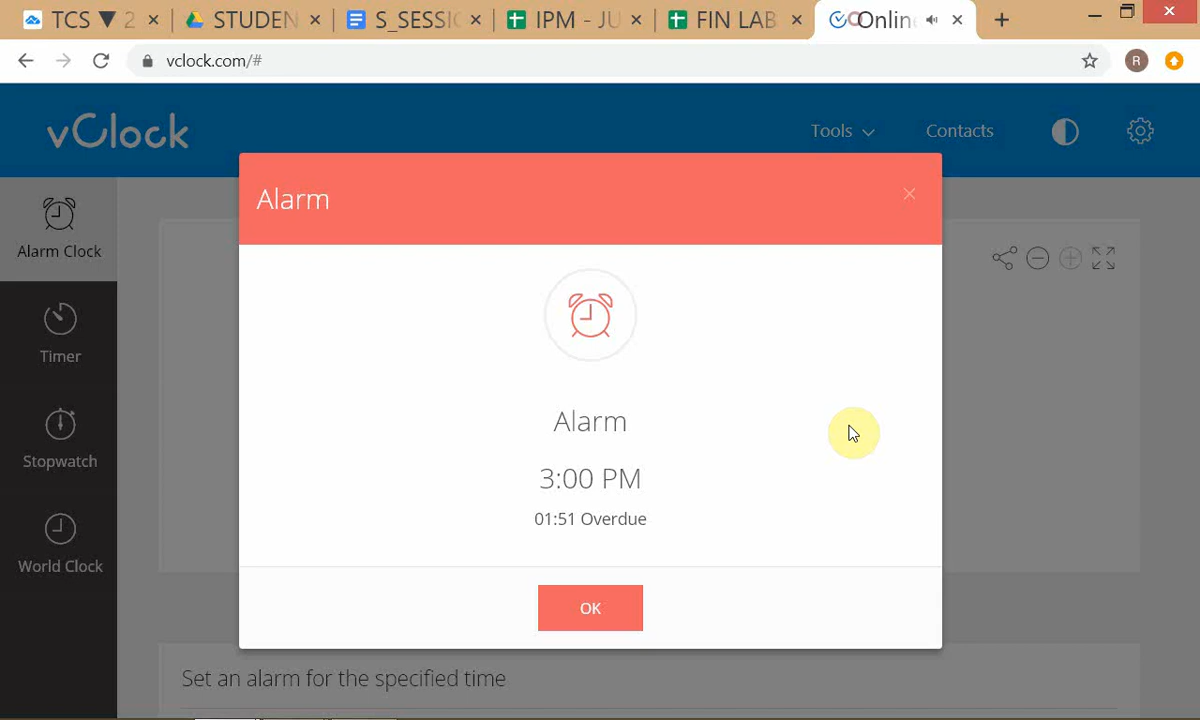 TCS ▼ 2
STUDEN
S_SESSIC
IPM - JU
FIN LAB
Onlin
vclock.com/#
R
vClock
Tools
Contacts
Alarm
Alarm Clock
Timer
Stopwatch
World Clock
Alarm
3:00 PM
01:51 Overdue
OK
Set an alarm for the specified time